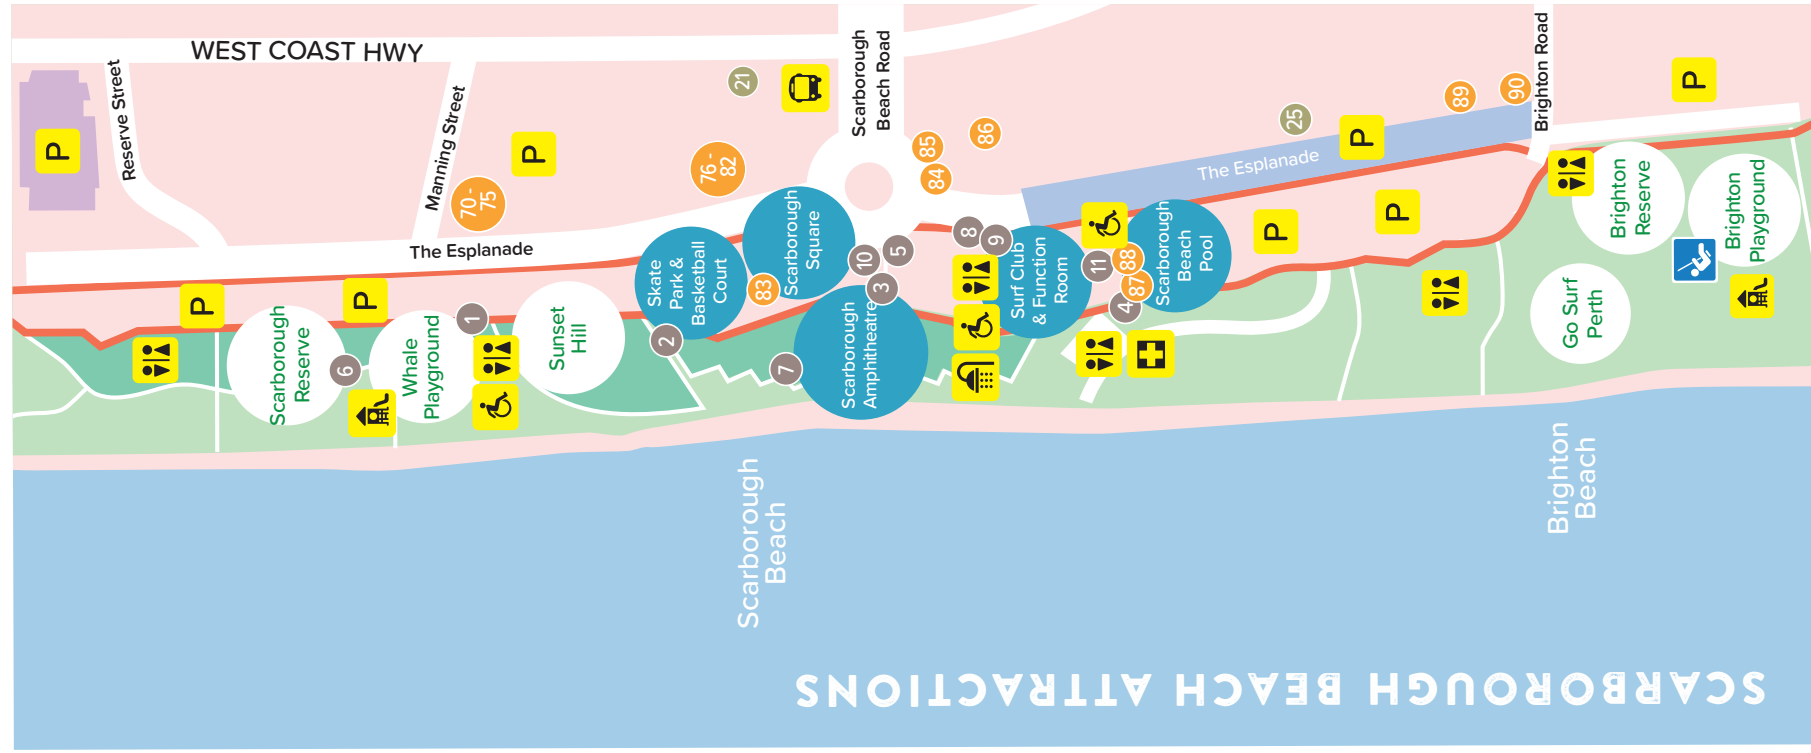 WEST COAST HWY
Reserve Street
Manning Street
Scarborough
Beach Road
Brighton Road
The Esplanade
The Esplanade
P
P
P
P
P
P
P
P
21
25
70 -
75
76 -
82
83
84
85
86
87
88
89
90
1
2
3
4
5
6
7
8
9
10
11
Scarborough
Reserve
Whale
Playground
Sunset
Hill
Skate
Park &
Basketball
Court
Scarborough
Square
Scarborough
Amphitheatre
Surf Club
& Function
Room
Scarborough
Beach
Pool
Go Surf
Perth
Brighton
Reserve
Brighton
Playground
Scarborough
Beach
Brighton
Beach
SCARBOROUGH BEACH ATTRACTIONS